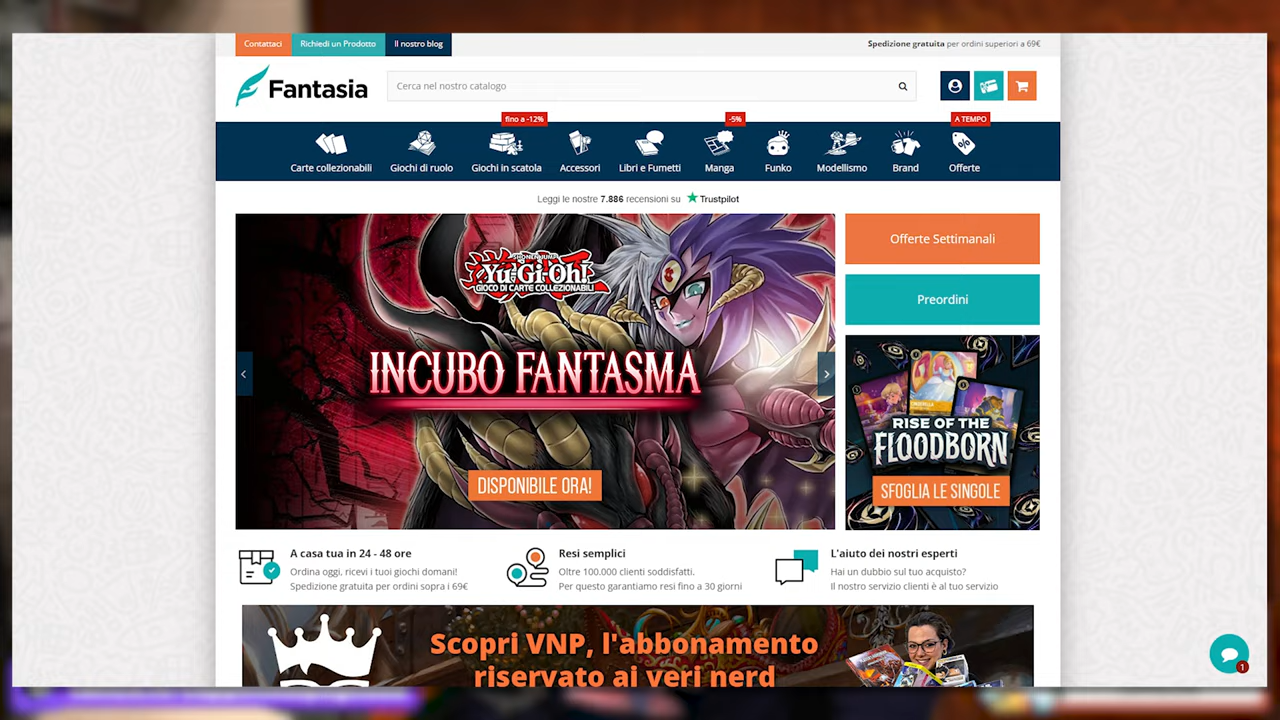 Contattaci
Richiedi un Prodotto
Il nostro blog
Spedizione gratuita per ordini superiori a 69€
Fantasia
Cerca nel nostro catalogo
fino a -12%
-5%
A TEMPO
Carte collezionabili
Giochi di ruolo
Giochi in scatola
Accessori
Libri e Fumetti
Manga
Funko
Modellismo
Brand
Offerte
Leggi le nostre 7.886 recensioni su Trustpilot
Yu-Gi-Oh!
GIOCO DI CARTE COLLEZIONABILI
INCUBO FANTASMA
DISPONIBILE ORA!
Offerte Settimanali
Preordini
RISE OF THE
FLOODBORN
SFOGLIA LE SINGOLE
A casa tua in 24 - 48 ore
Ordina oggi, ricevi i tuoi giochi domani!
Spedizione gratuita per ordini sopra i 69€
Resi semplici
Oltre 100.000 clienti soddisfatti.
Per questo garantiamo resi fino a 30 giorni
L'aiuto dei nostri esperti
Hai un dubbio sul tuo acquisto?
Il nostro servizio clienti è al tuo servizio
Scopri VNP, l'abbonamento
riservato ai veri nerd
1